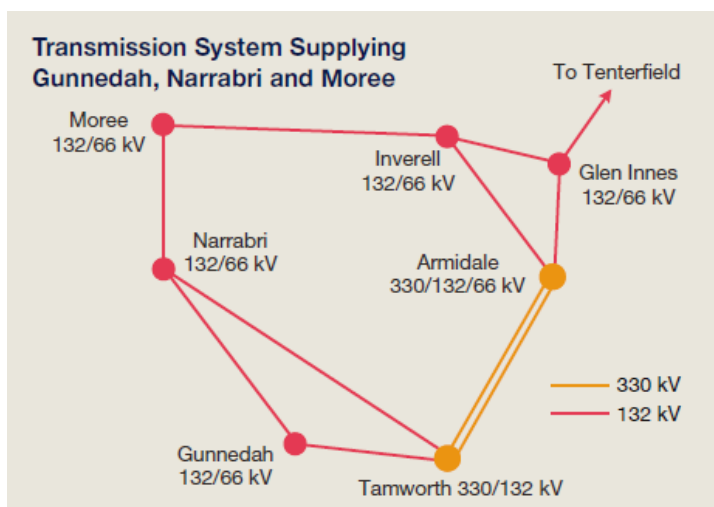 Transmission System Supplying
Gunnedah, Narrabri and Moree
To Tenterfield
Moree
132/66 kV
Inverell
132/66 kV
Glen Innes
132/66 kV
Narrabri
132/66 kV
Armidale
330/132/66 kV
330 kV
132 kV
Gunnedah
132/66 kV
Tamworth 330/132 kV